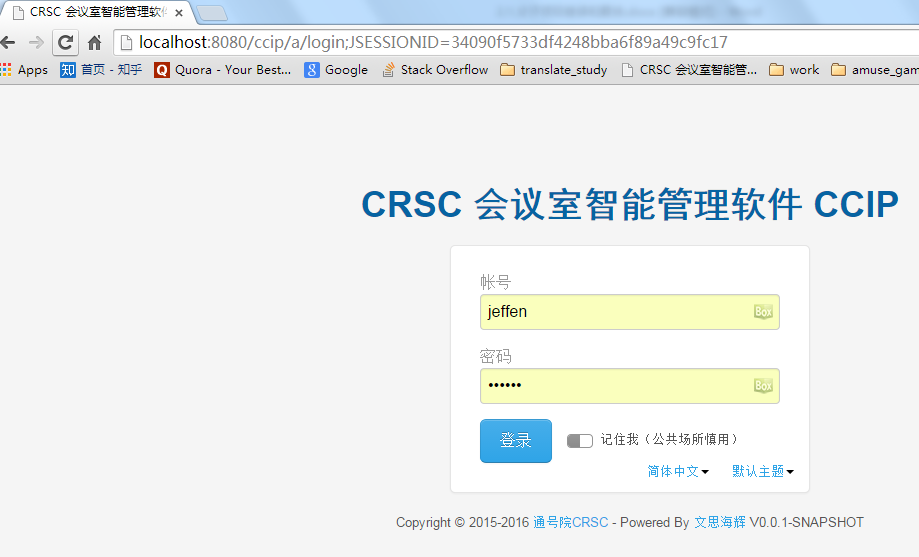 CRSC 会议室智能管理软件
localhost:8080/ccip/a/login;JSESSIONID=34090f5733df4248bba6f89a49c9fc17
Apps 首页 - 知乎 Quora - Your Best... Google Stack Overflow translate_study CRSC 会议室智能管... work amuse_gam
CRSC 会议室智能管理软件 CCIP
帐号
jeffen
Box
密码
••••••
Box
登录 记住我（公共场所慎用）
简体中文 默认主题
Copyright © 2015-2016 通号院CRSC - Powered By 文思海辉 V0.0.1-SNAPSHOT